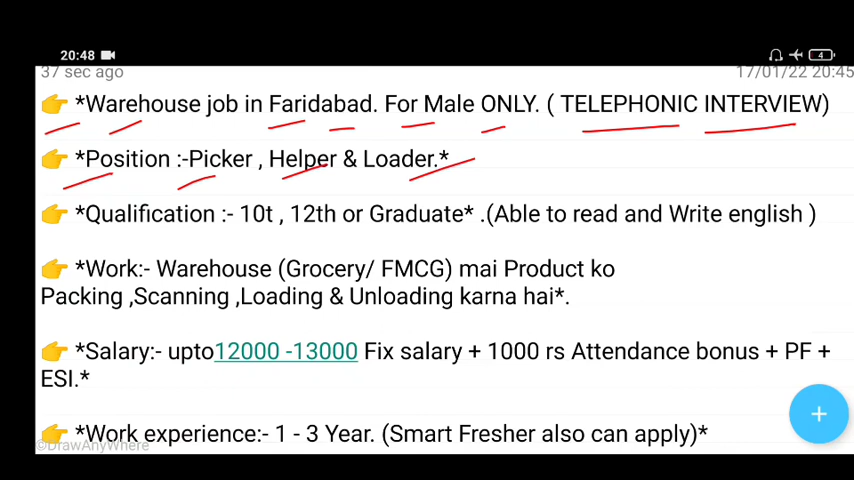 20:48
4
37 sec ago
17/01/22 20:45
👉 *Warehouse job in Faridabad. For Male ONLY. ( TELEPHONIC INTERVIEW)
👉 *Position :-Picker , Helper & Loader.*
👉 *Qualification :- 10t , 12th or Graduate* .(Able to read and Write english )
👉 *Work:- Warehouse (Grocery/ FMCG) mai Product ko
Packing ,Scanning ,Loading & Unloading karna hai*.
👉 *Salary:- upto12000 -13000 Fix salary + 1000 rs Attendance bonus + PF +
ESI.*
👉 *Work experience:- 1 - 3 Year. (Smart Fresher also can apply)*
©DrawAnyWhere